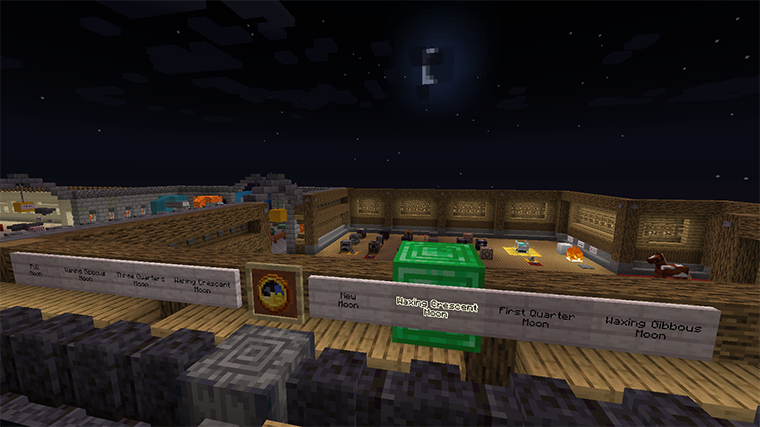 Full
Moon
Waning Gibbous
Moon
Three Quarters
Moon
Waning Crescent
Moon
New
Moon
Waxing Crescent
Moon
First Quarter
Moon
Waxing Gibbous
Moon